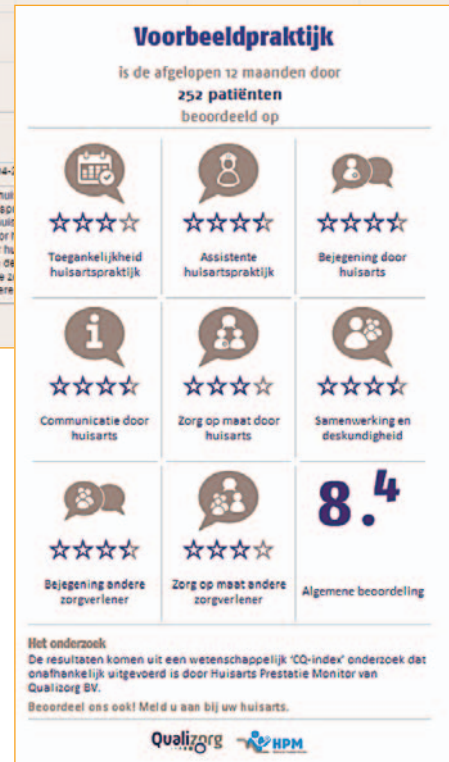 Voorbeeldpraktijk
is de afgelopen 12 maanden door
252 patiënten
beoordeeld op
Toegankelijkheid
huisartspraktijk
Assistente
huisartspraktijk
Bejegening door
huisarts
Communicatie door
huisarts
Zorg op maat door
huisarts
Samenwerking en
deskundigheid
Bejegening andere
zorgverlener
Zorg op maat andere
zorgverlener
8.4
Algemene beoordeling
Het onderzoek
De resultaten komen uit een wetenschappelijk 'CQ-index' onderzoek dat
onafhankelijk uitgevoerd is door Huisarts Prestatie Monitor van
Qualizorg BV.
Beoordeel ons ook! Meld u aan bij uw huisarts.
Qualizorg HPM